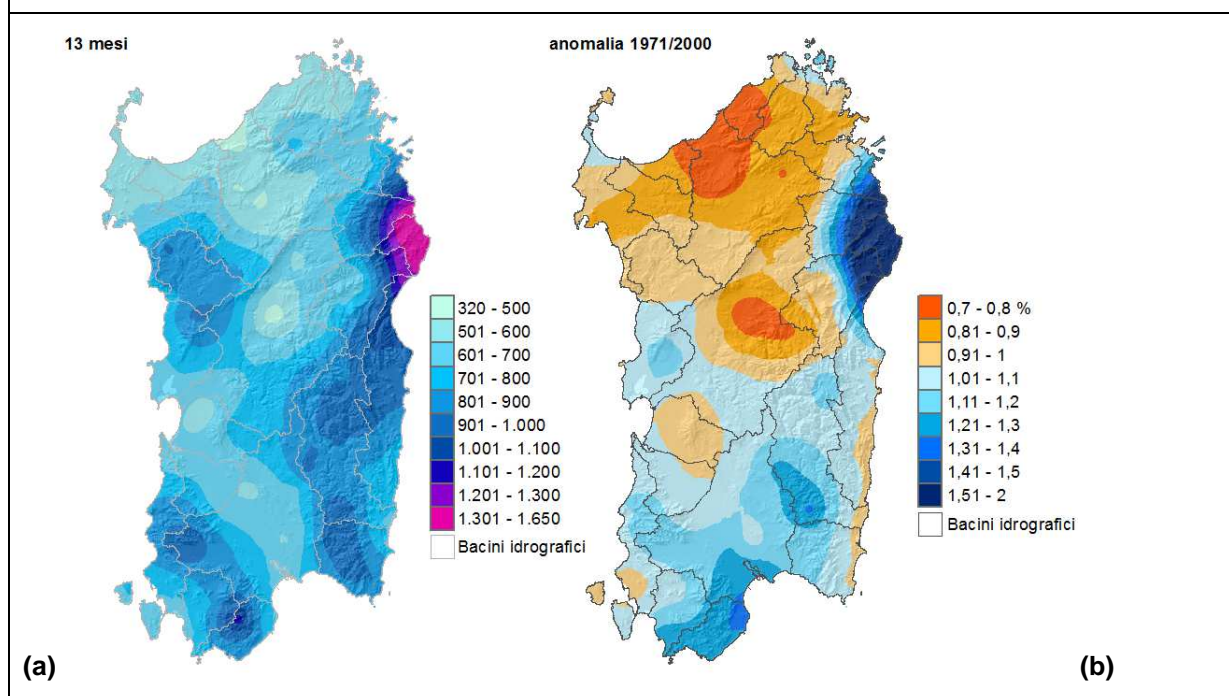 13 mesi
anomalia 1971/2000
320 - 500
501 - 600
601 - 700
701 - 800
801 - 900
901 - 1.000
1.001 - 1.100
1.101 - 1.200
1.201 - 1.300
1.301 - 1.650
Bacini idrografici
0,7 - 0,8 %
0,81 - 0,9
0,91 - 1
1,01 - 1,1
1,11 - 1,2
1,21 - 1,3
1,31 - 1,4
1,41 - 1,5
1,51 - 2
Bacini idrografici
(a)
(b)